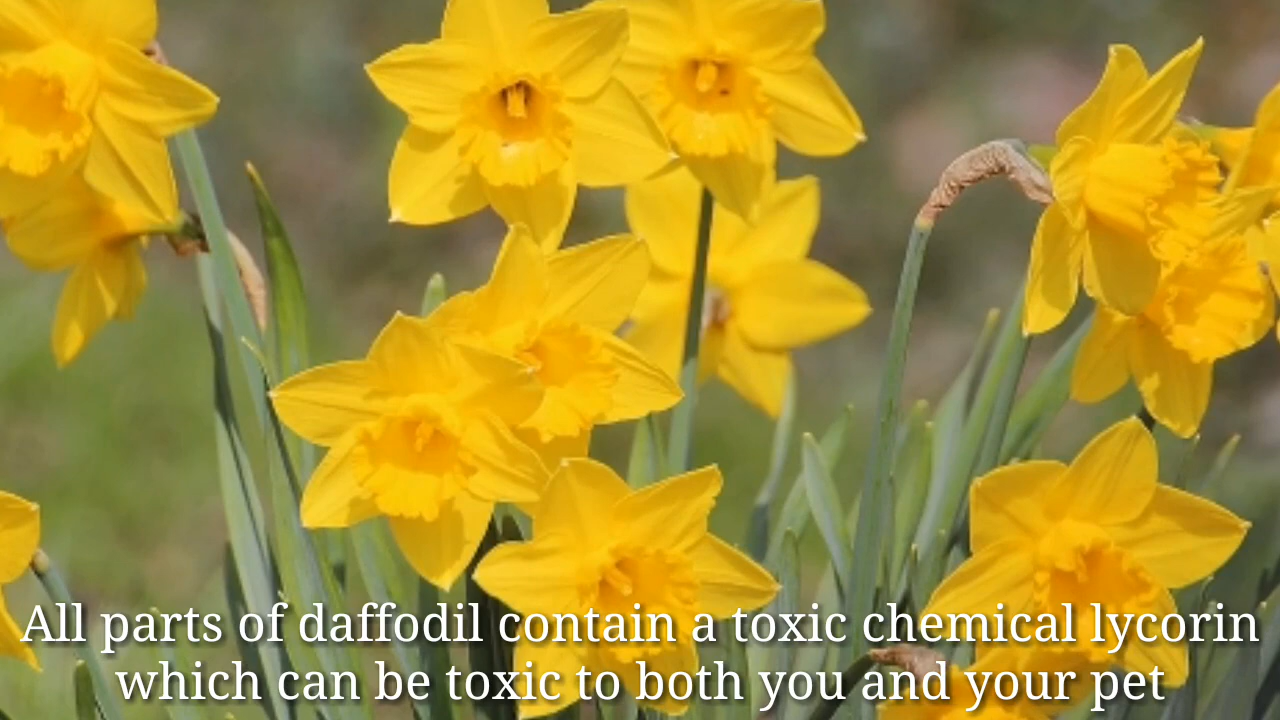 All parts of daffodil contain a toxic chemical lycorin
which can be toxic to both you and your pet